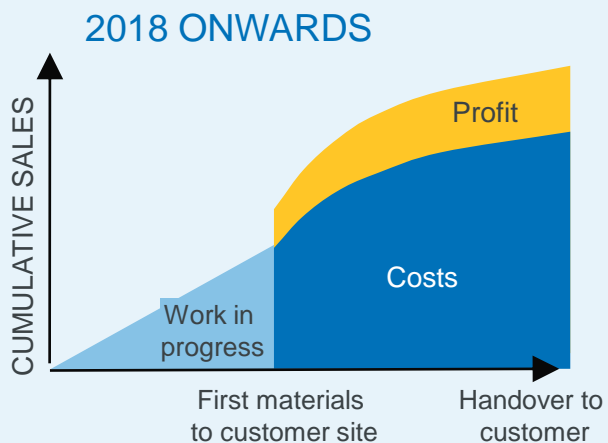 2018 ONWARDS
CUMULATIVE SALES
Profit
Costs
Work in
progress
First materials
to customer site
Handover to
customer